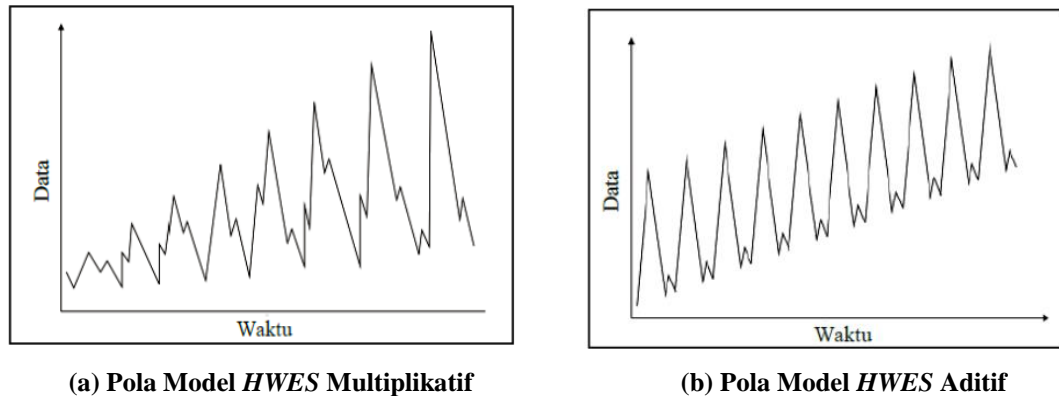 Data
Waktu
(a) Pola Model HWES Multiplikatif
Data
Waktu
(b) Pola Model HWES Aditif